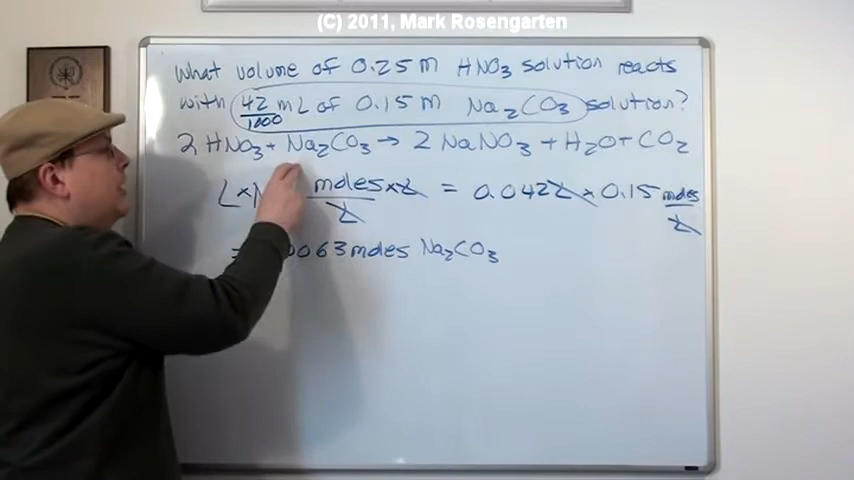 (C) 2011, Mark Rosengarten
What volume of 0.25 M HNO₃ solution reacts
with 42 mL of 0.15 M Na₂CO₃ solution?
1000
2 HNO₃ + Na₂CO₃ → 2 NaNO₃ + H₂O + CO₂
L × moles × L = 0.042 L × 0.15 moles
L L
= 0063 moles Na₂CO₃